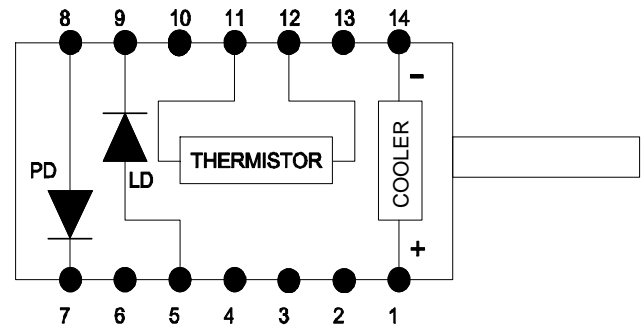 8 9 10 11 12 13 14
-
THERMISTOR
COOLER
PD
LD
+
7 6 5 4 3 2 1